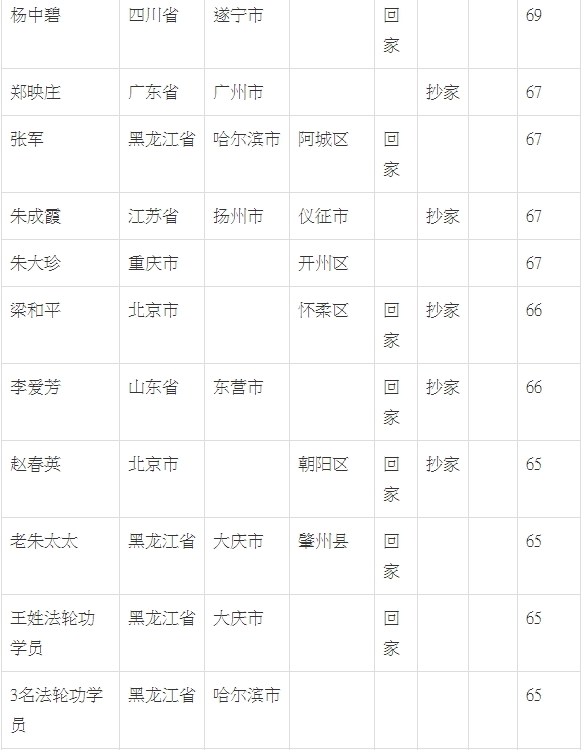 杨中碧 四川省 遂宁市 回家 69
郑映庄 广东省 广州市 抄家 67
张军 黑龙江省 哈尔滨市 阿城区 回家 67
朱成霞 江苏省 扬州市 仪征市 抄家 67
朱大珍 重庆市 开州区 67
梁和平 北京市 怀柔区 回家 抄家 66
李爱芳 山东省 东营市 回家 抄家 66
赵春英 北京市 朝阳区 回家 抄家 65
老朱太太 黑龙江省 大庆市 肇州县 回家 65
王姓法轮功学员 黑龙江省 大庆市 回家 65
3名法轮功学员 黑龙江省 哈尔滨市 65